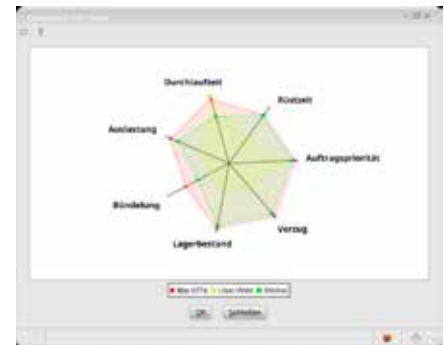 Durchlaufzeit
Rüstzeit
Auslastung
Auftragspriorität
Bündelung
Verzug
Lagerbestand
OK
Schließen